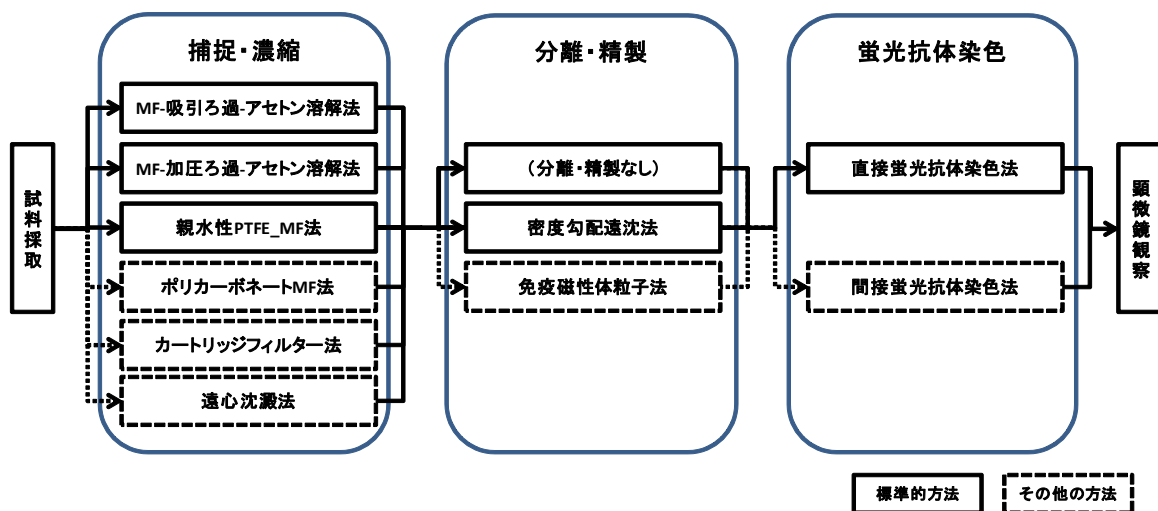 捕捉・濃縮
分離・精製
蛍光抗体染色
試料採取
MF-吸引ろ過-アセトン溶解法
MF-加圧ろ過-アセトン溶解法
親水性PTFE_MF法
ポリカーボネートMF法
カートリッジフィルター法
遠心沈澱法
（分離・精製なし）
密度勾配遠沈法
免疫磁性体粒子法
直接蛍光抗体染色法
間接蛍光抗体染色法
顕微鏡観察
標準的方法
その他の方法